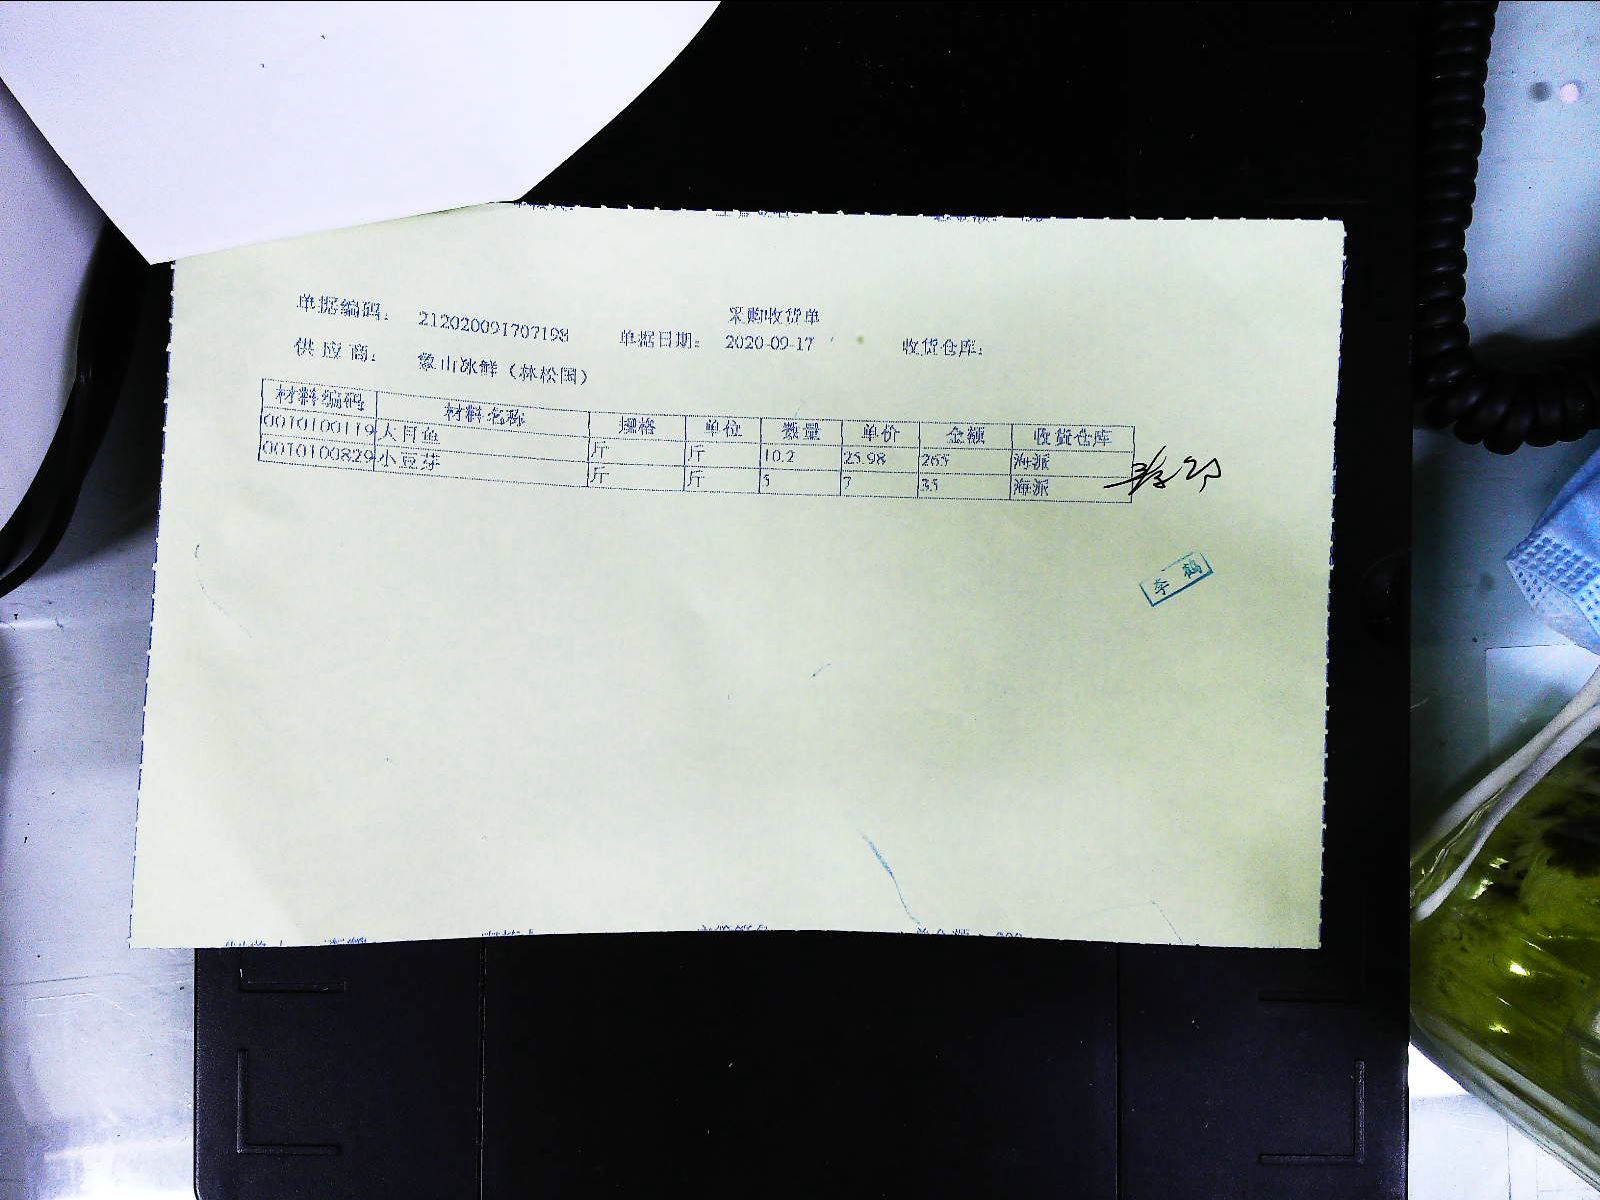 采购收货单
单据编码: 212020091707198 单据日期: 2020-09-17 收货仓库:
供应商: 象山冰鲜(林松国)
材料编码 材料名称 规格 单位 数量 单价 金额 收货仓库
0010100119 大目鱼 斤 斤 10.2 25.98 265 海派
0010100829 小豆芽 斤 斤 5 7 35 海派
李鹤